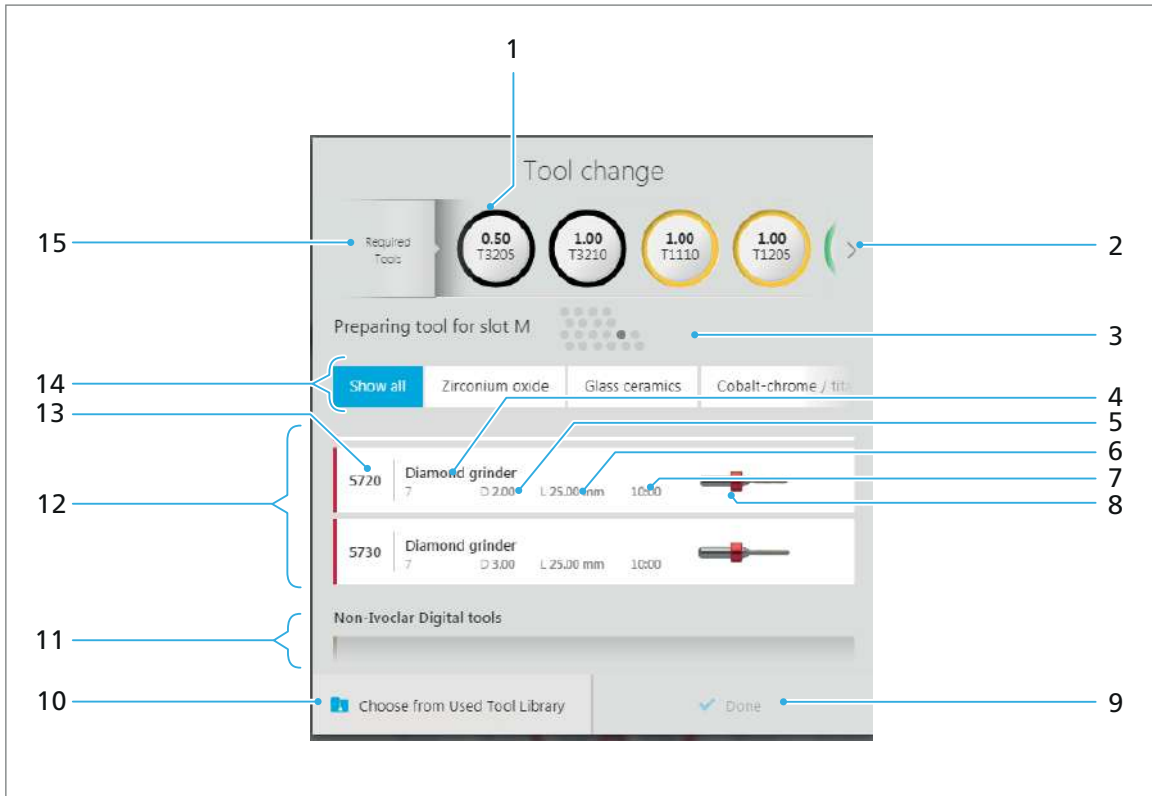 1
Tool change
15
Required
Tools
0.50
T3205
1.00
T3210
1.00
T1110
1.00
T1205
2
Preparing tool for slot M
3
14
Show all
Zirconium oxide
Glass ceramics
Cobalt-chrome / tita
4
13
5
6
5720
Diamond grinder
7 D 2.00 L 25.00 mm 10:00
7
8
12
5730
Diamond grinder
7 D 3.00 L 25.00 mm 10:00
Non-Ivoclar Digital tools
11
10
Choose from Used Tool Library
Done
9